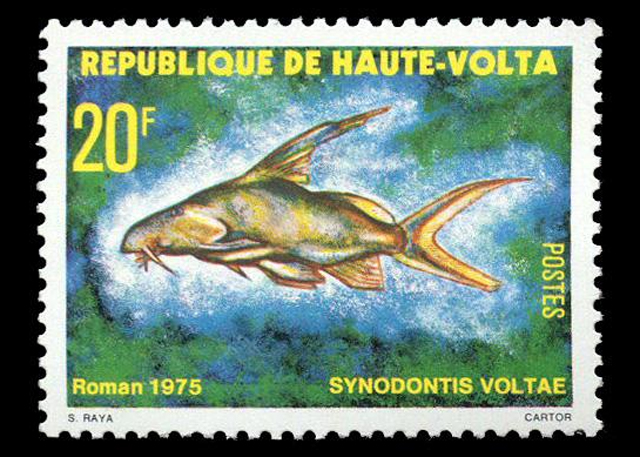 REPUBLIQUE DE HAUTE-VOLTA
20F
POSTES
Roman 1975
SYNODONTIS VOLTAE
S. RAYA
CARTOR